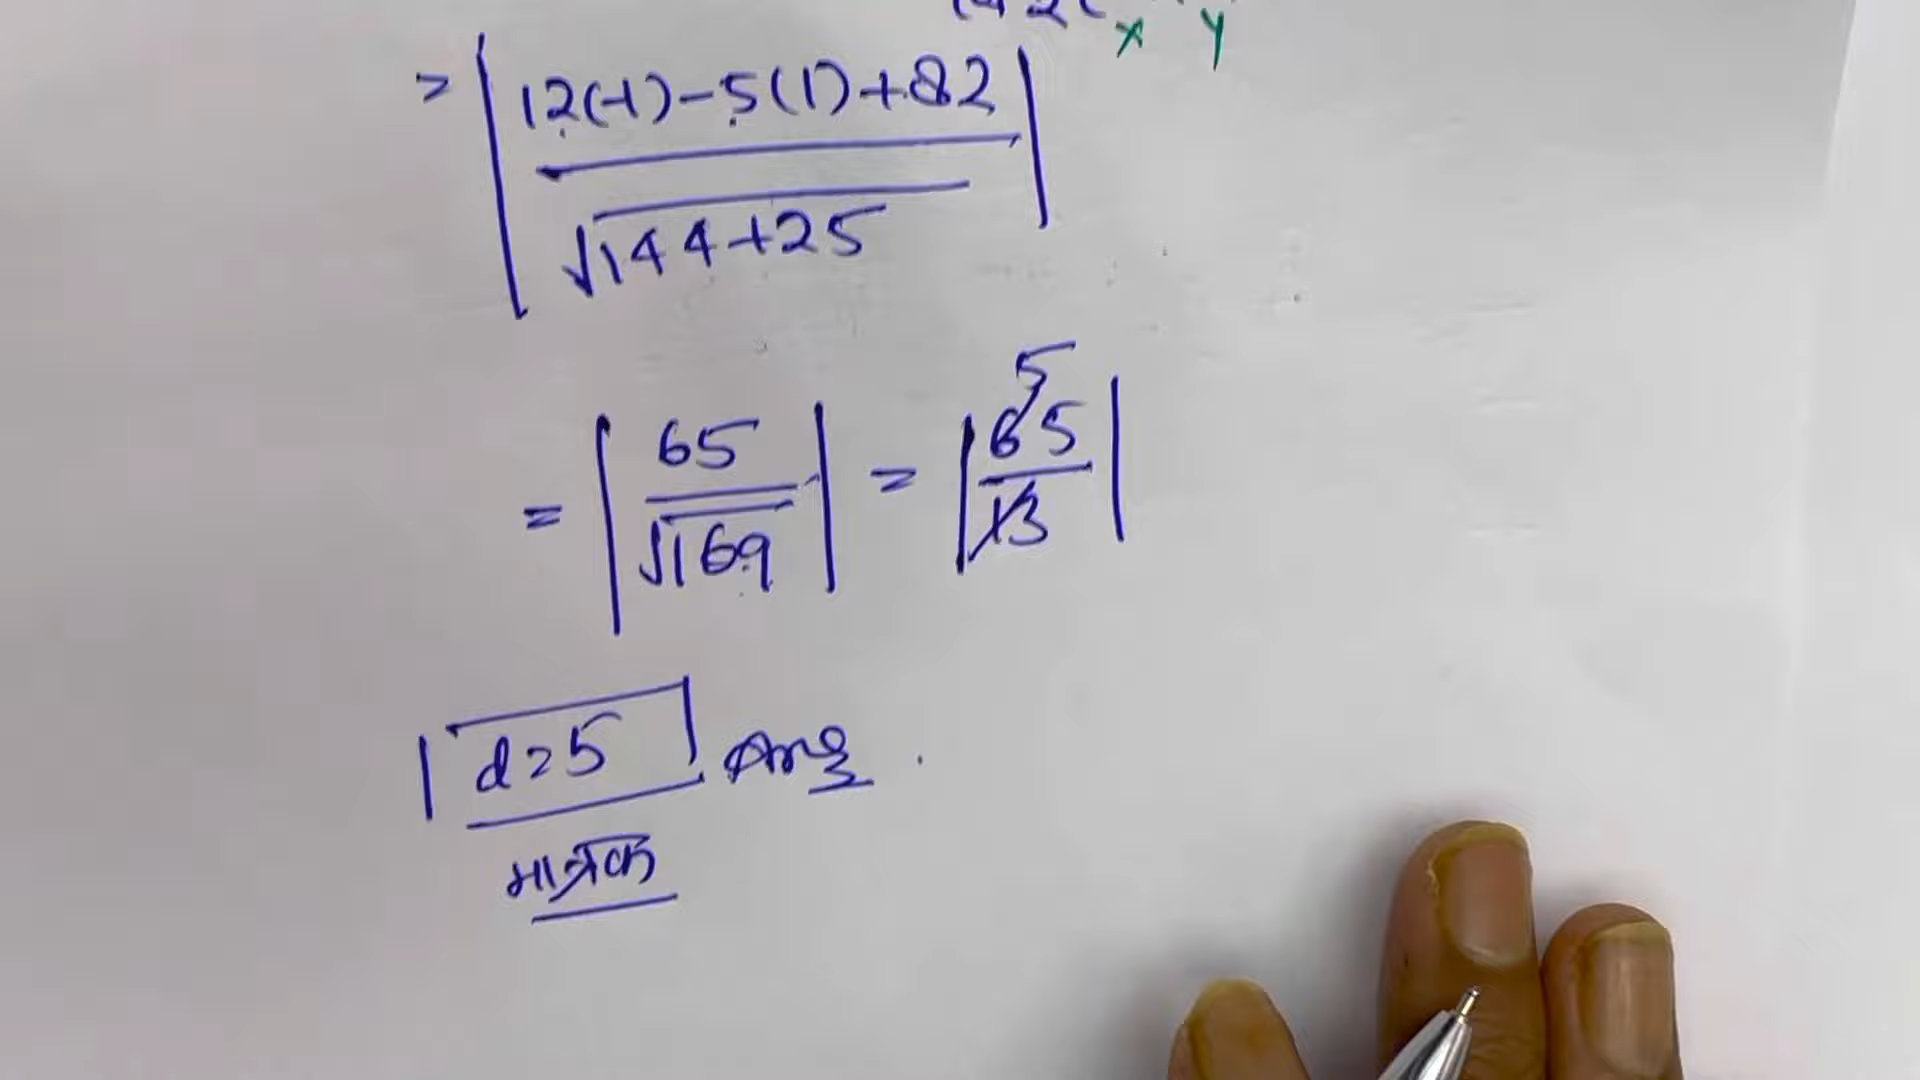 x y
= | 12(-1)-5(1)+82 / √144+25 |
= | 65 / √169 | = | 65 / 13 | 5
d=5 Ans
मात्रक